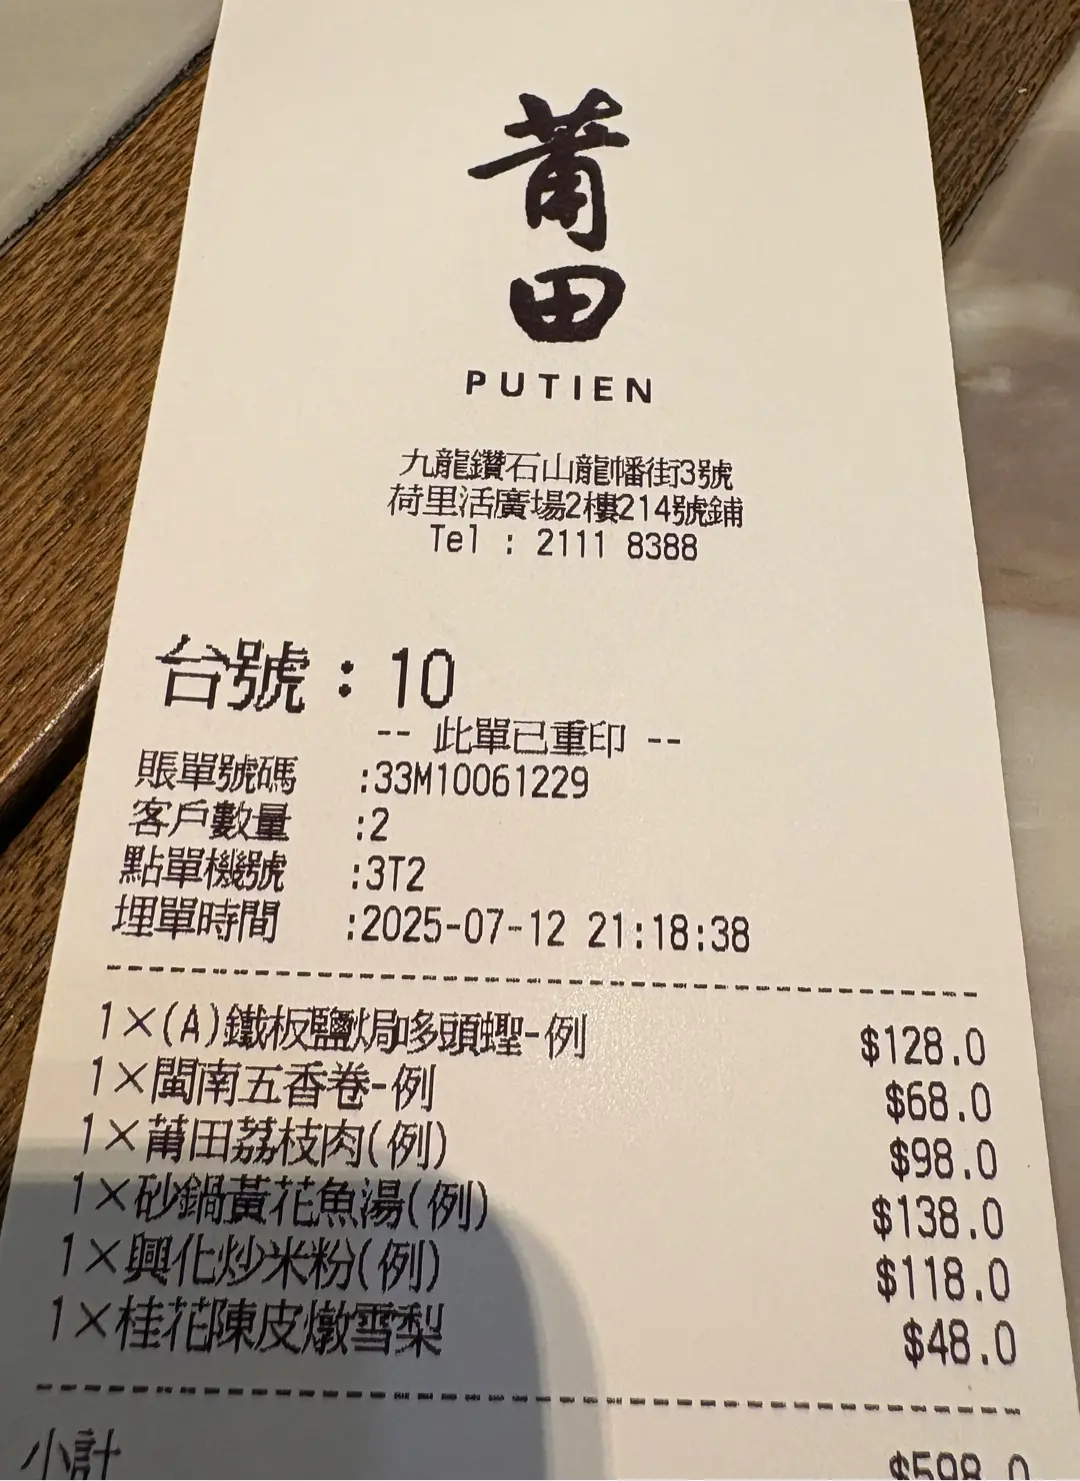 莆田
PUTIEN
九龍鑽石山龍幡街3號
荷里活廣場2樓214號鋪
Tel : 2111 8388
台號：10
-- 此單已重印 --
賬單號碼 :33M10061229
客戶數量 :2
點單機號 :3T2
埋單時間 :2025-07-12 21:18:38
1×(A)鐵板鹽焗哆頭蟶-例 $128.0
1×閩南五香卷-例 $68.0
1×莆田荔枝肉(例) $98.0
1×砂鍋黃花魚湯(例) $138.0
1×興化炒米粉(例) $118.0
1×桂花陳皮燉雪梨 $48.0
小計 $598.0